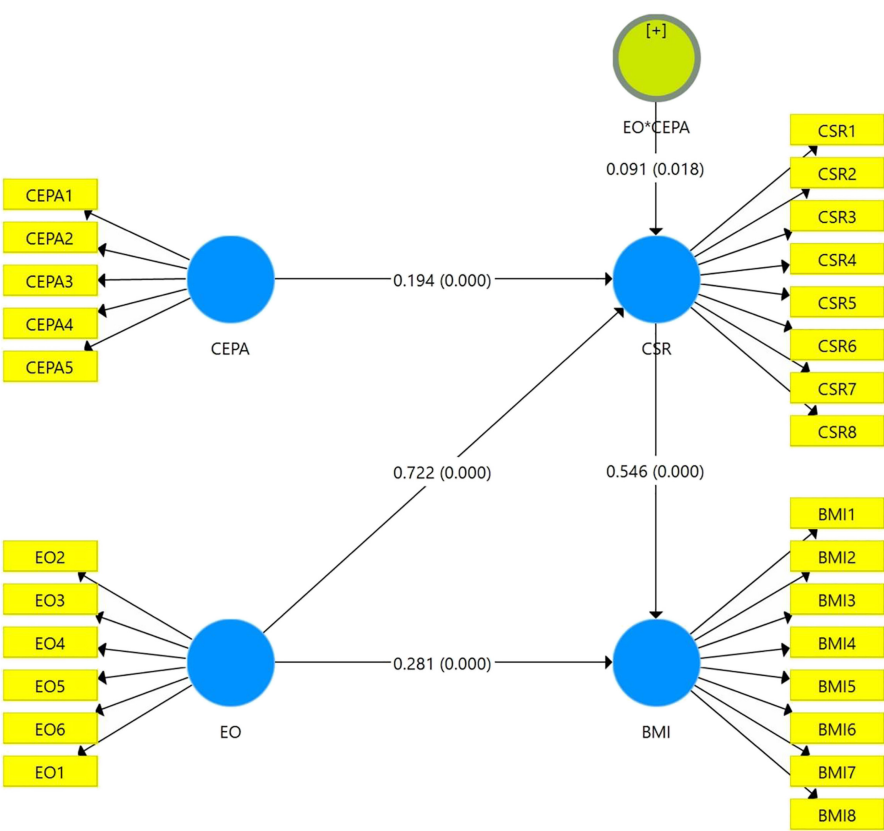 [+]
EO*CEPA
0.091 (0.018)
CEPA1
CEPA2
CEPA3
CEPA4
CEPA5
CEPA
0.194 (0.000)
CSR
CSR1
CSR2
CSR3
CSR4
CSR5
CSR6
CSR7
CSR8
0.722 (0.000)
0.546 (0.000)
EO2
EO3
EO4
EO5
EO6
EO1
EO
0.281 (0.000)
BMI
BMI1
BMI2
BMI3
BMI4
BMI5
BMI6
BMI7
BMI8